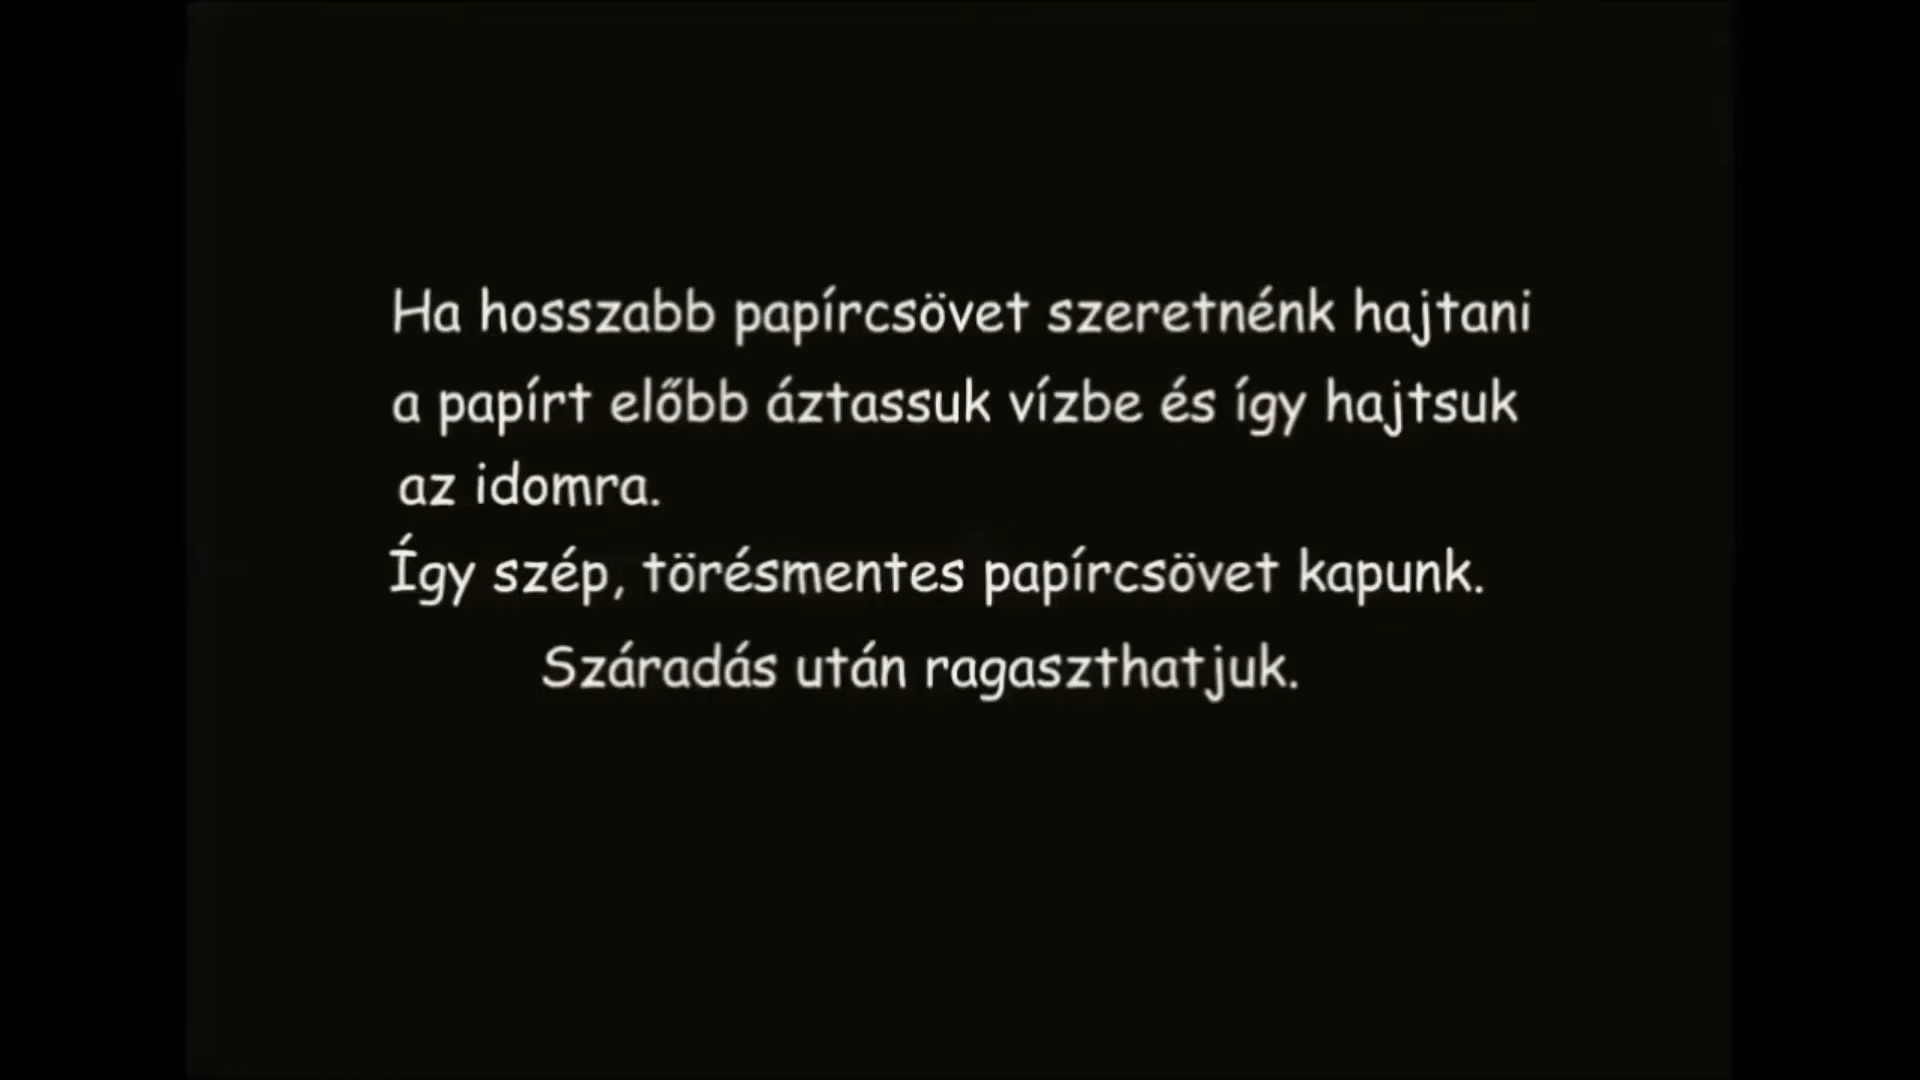 Ha hosszabb papírcsövet szeretnénk hajtani
a papírt előbb áztassuk vízbe és így hajtsuk
az idomra.
Így szép, törésmentes papírcsövet kapunk.
Száradás után ragaszthatjuk.